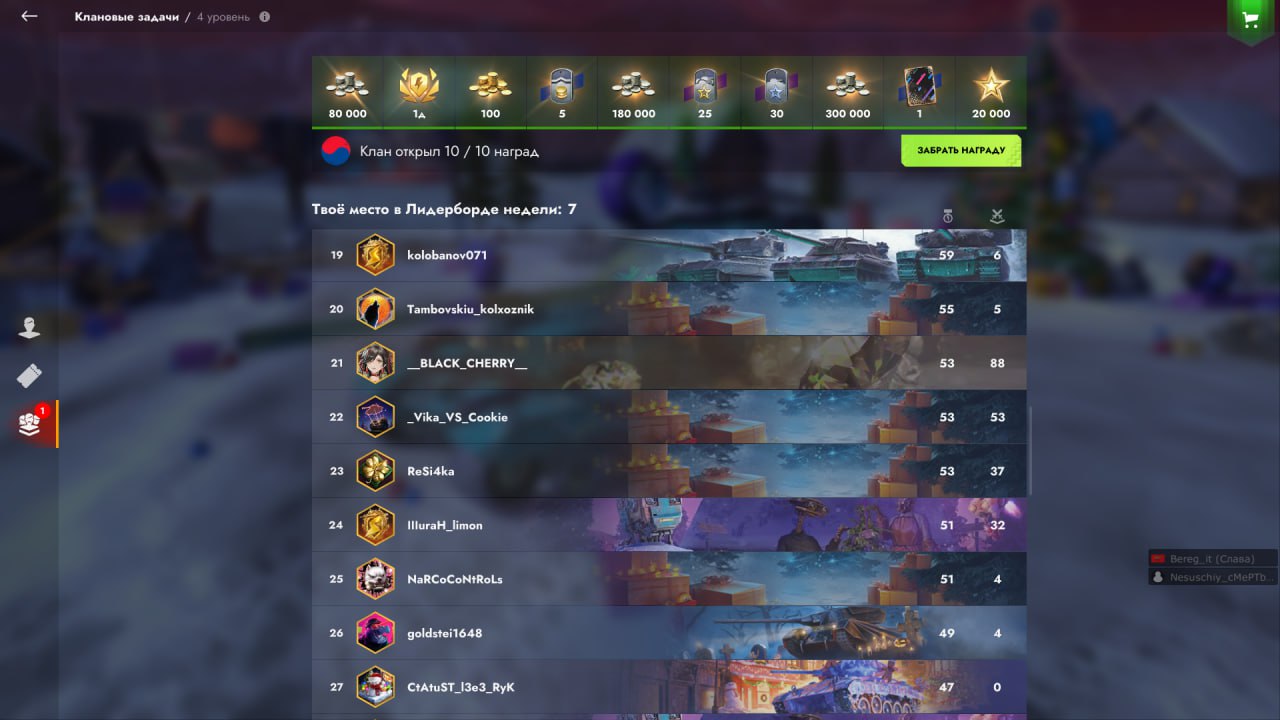 Клановые задачи / 4 уровень
80 000 1д 100 5 180 000 25 30 300 000 1 20 000
Клан открыл 10 / 10 наград
ЗАБРАТЬ НАГРАДУ
Твоё место в Лидерборде недели: 7
19 kolobanov071 59 6
20 Tambovskiu_kolxoznik 55 5
21 __BLACK_CHERRY__ 53 88
22 _Vika_VS_Cookie 53 53
23 ReSi4ka 53 37
24 IIIuraH_limon 51 32
25 NaRCoCoNtRoLs 51 4
26 goldstei1648 49 4
27 CtAtuST_l3e3_RyK 47 0
1
Bereg_it (Слава)
Nesuschiy_cMePTb...